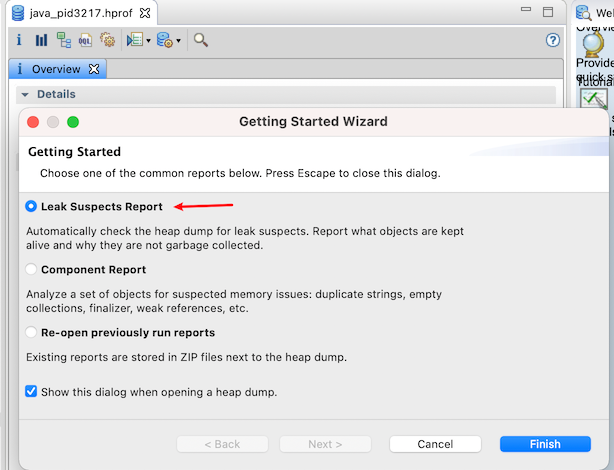 java_pid3217.hprof
Wel
i
OQL
?
Overvie
i Overview
Provide
quick s
Tutorial
Details
Getting Started Wizard
Getting Started
Choose one of the common reports below. Press Escape to close this dialog.
Leak Suspects Report
Automatically check the heap dump for leak suspects. Report what objects are kept
alive and why they are not garbage collected.
Component Report
Analyze a set of objects for suspected memory issues: duplicate strings, empty
collections, finalizer, weak references, etc.
Re-open previously run reports
Existing reports are stored in ZIP files next to the heap dump.
Show this dialog when opening a heap dump.
< Back
Next >
Cancel
Finish